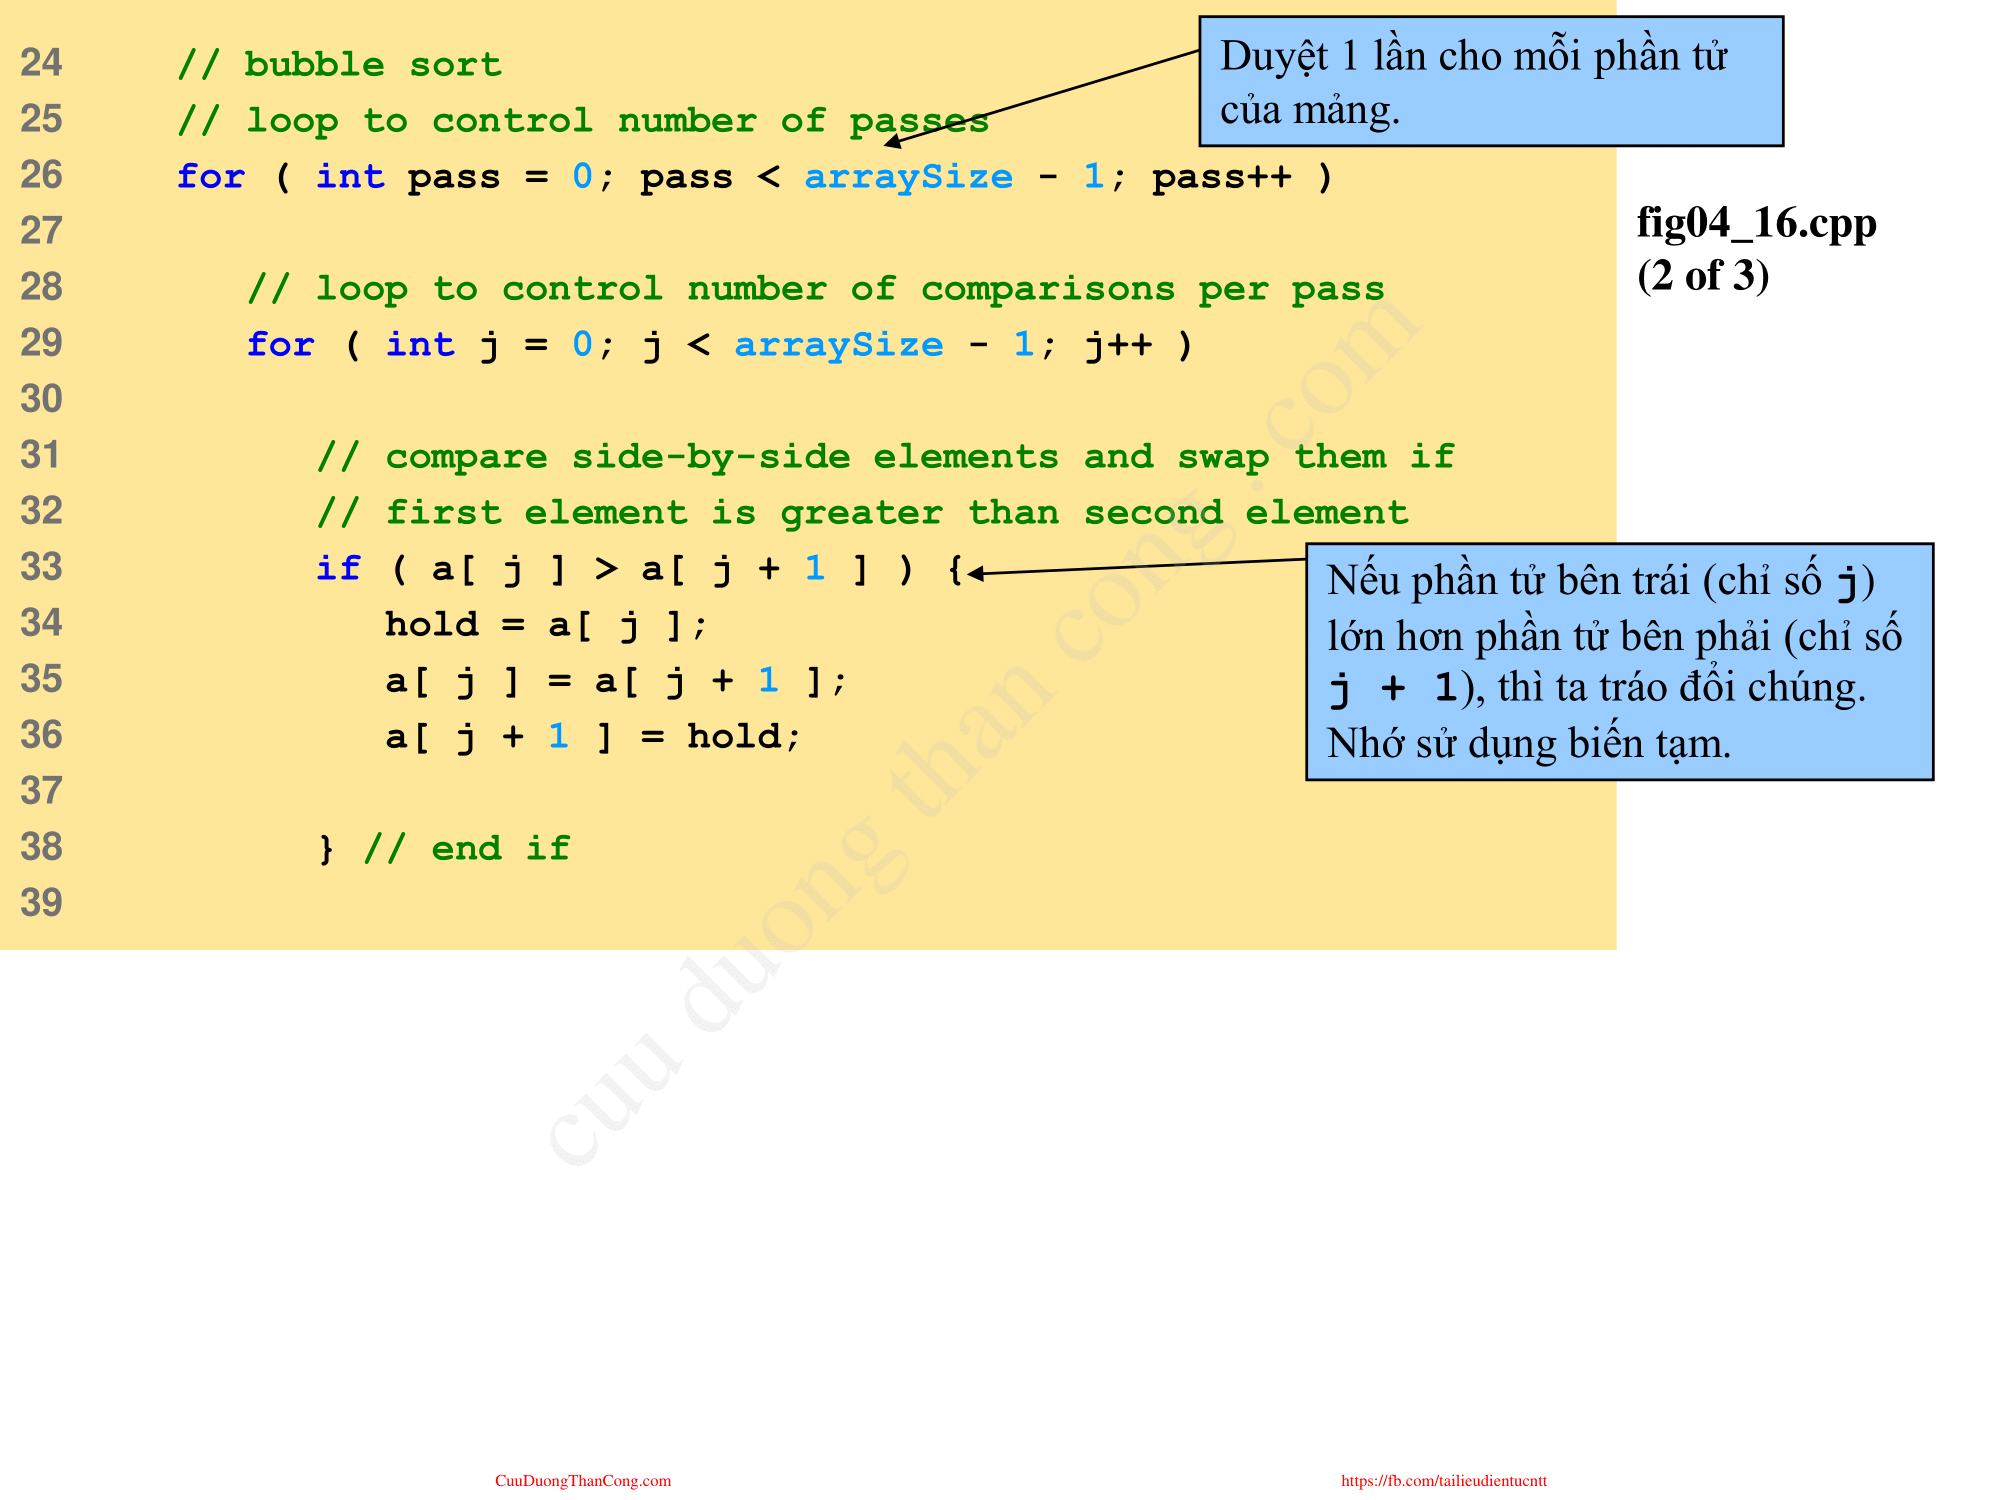 24 // bubble sort
25 // loop to control number of passes
26 for ( int pass = 0; pass < arraySize - 1; pass++ )
27
28 // loop to control number of comparisons per pass
29 for ( int j = 0; j < arraySize - 1; j++ )
30
31 // compare side-by-side elements and swap them if
32 // first element is greater than second element
33 if ( a[ j ] > a[ j + 1 ] ) {
34 hold = a[ j ];
35 a[ j ] = a[ j + 1 ];
36 a[ j + 1 ] = hold;
37
38 } // end if
39
Duyệt 1 lần cho mỗi phần tử
của mảng.
fig04_16.cpp
(2 of 3)
Nếu phần tử bên trái (chỉ số j)
lớn hơn phần tử bên phải (chỉ số
j + 1), thì ta tráo đổi chúng.
Nhớ sử dụng biến tạm.
cuu duong than cong . com
CuuDuongThanCong.com
https://fb.com/tailieudientucntt